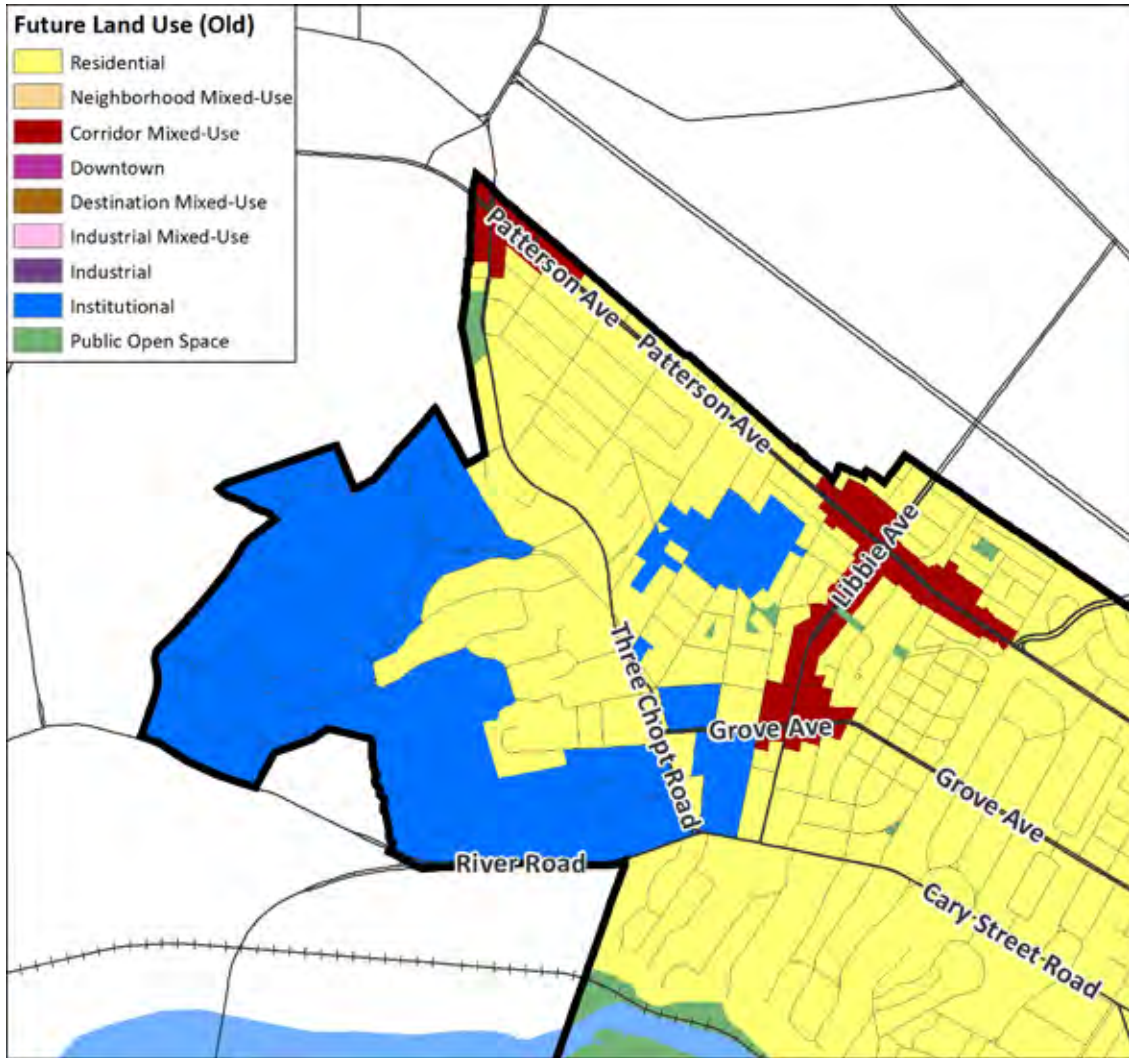 Future Land Use (Old)
Residential
Neighborhood Mixed-Use
Corridor Mixed-Use
Downtown
Destination Mixed-Use
Industrial Mixed-Use
Industrial
Institutional
Public Open Space
Patterson Ave
Patterson Ave
Libbie Ave
Three Chopt Road
Grove Ave
Grove Ave
River Road
Cary Street Road